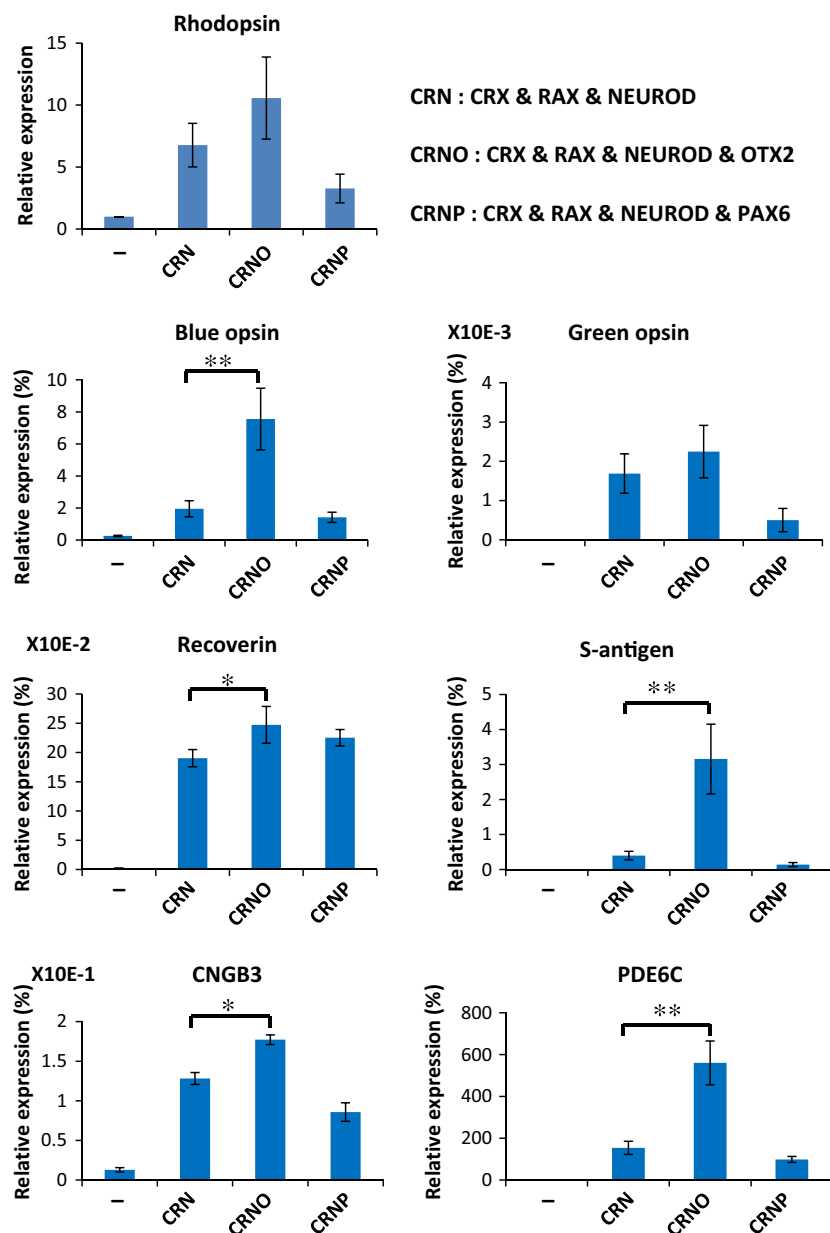 Rhodopsin
Relative expression
15
10
5
0
– CRN CRNO CRNP
CRN : CRX & RAX & NEUROD
CRNO : CRX & RAX & NEUROD & OTX2
CRNP : CRX & RAX & NEUROD & PAX6
Blue opsin
**
Relative expression (%)
10
8
6
4
2
0
– CRN CRNO CRNP
X10E-3 Green opsin
Relative expression (%)
4
3
2
1
0
– CRN CRNO CRNP
X10E-2 Recoverin
*
Relative expression (%)
30
25
20
15
10
5
0
– CRN CRNO CRNP
S-antigen
**
Relative expression (%)
5
4
3
2
1
0
– CRN CRNO CRNP
X10E-1 CNGB3
*
Relative expression (%)
2
1.5
1
0.5
0
– CRN CRNO CRNP
PDE6C
**
Relative expression (%)
800
600
400
200
0
– CRN CRNO CRNP